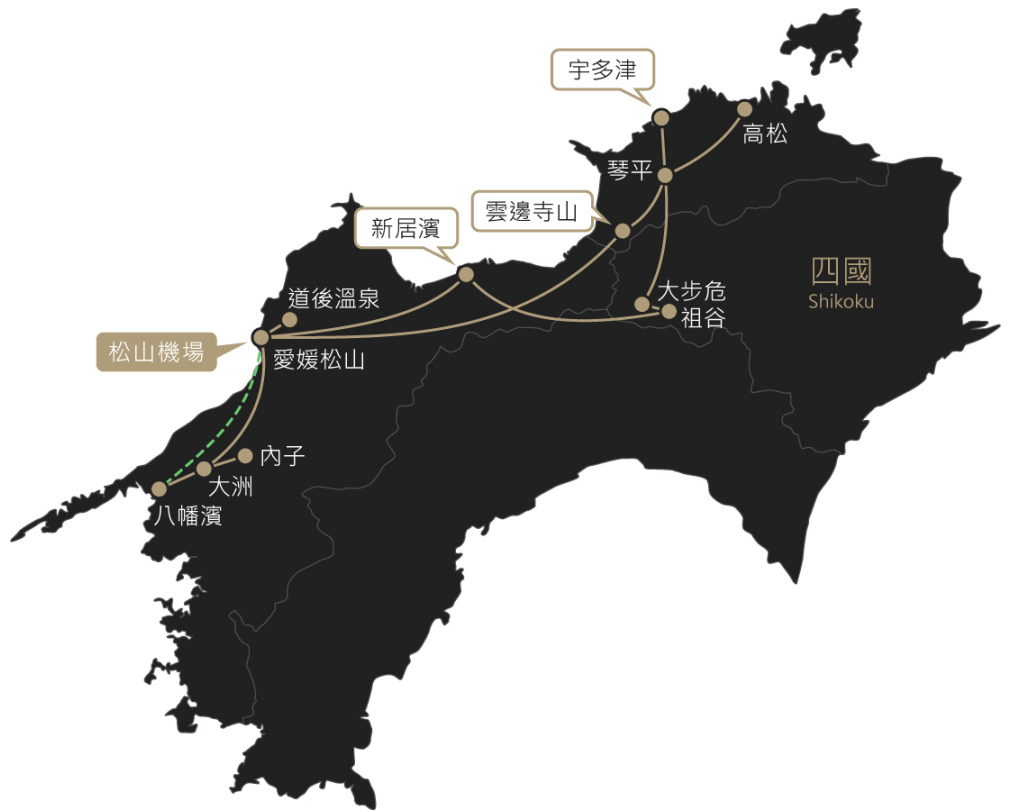 宇多津
高松
琴平
雲邊寺山
新居濱
四國
Shikoku
大步危
祖谷
道後溫泉
松山機場
愛媛松山
內子
大洲
八幡濱